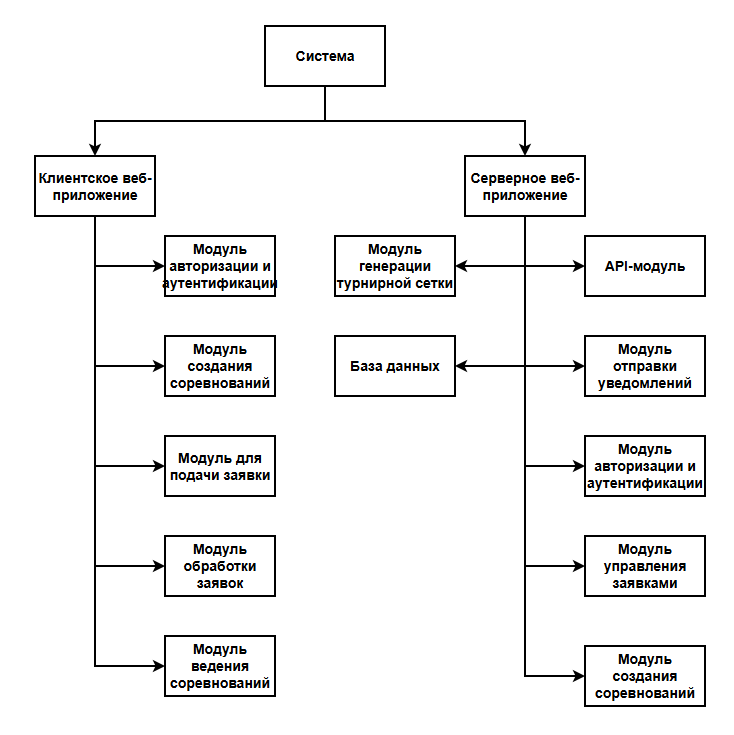 Система
Клиентское веб-
приложение
Серверное веб-
приложение
Модуль
авторизации и
аутентификации
Модуль
создания
соревнований
Модуль для
подачи заявки
Модуль
обработки
заявок
Модуль
ведения
соревнований
Модуль
генерации
турнирной сетки
База данных
API-модуль
Модуль
отправки
уведомлений
Модуль
авторизации и
аутентификации
Модуль
управления
заявками
Модуль
создания
соревнований